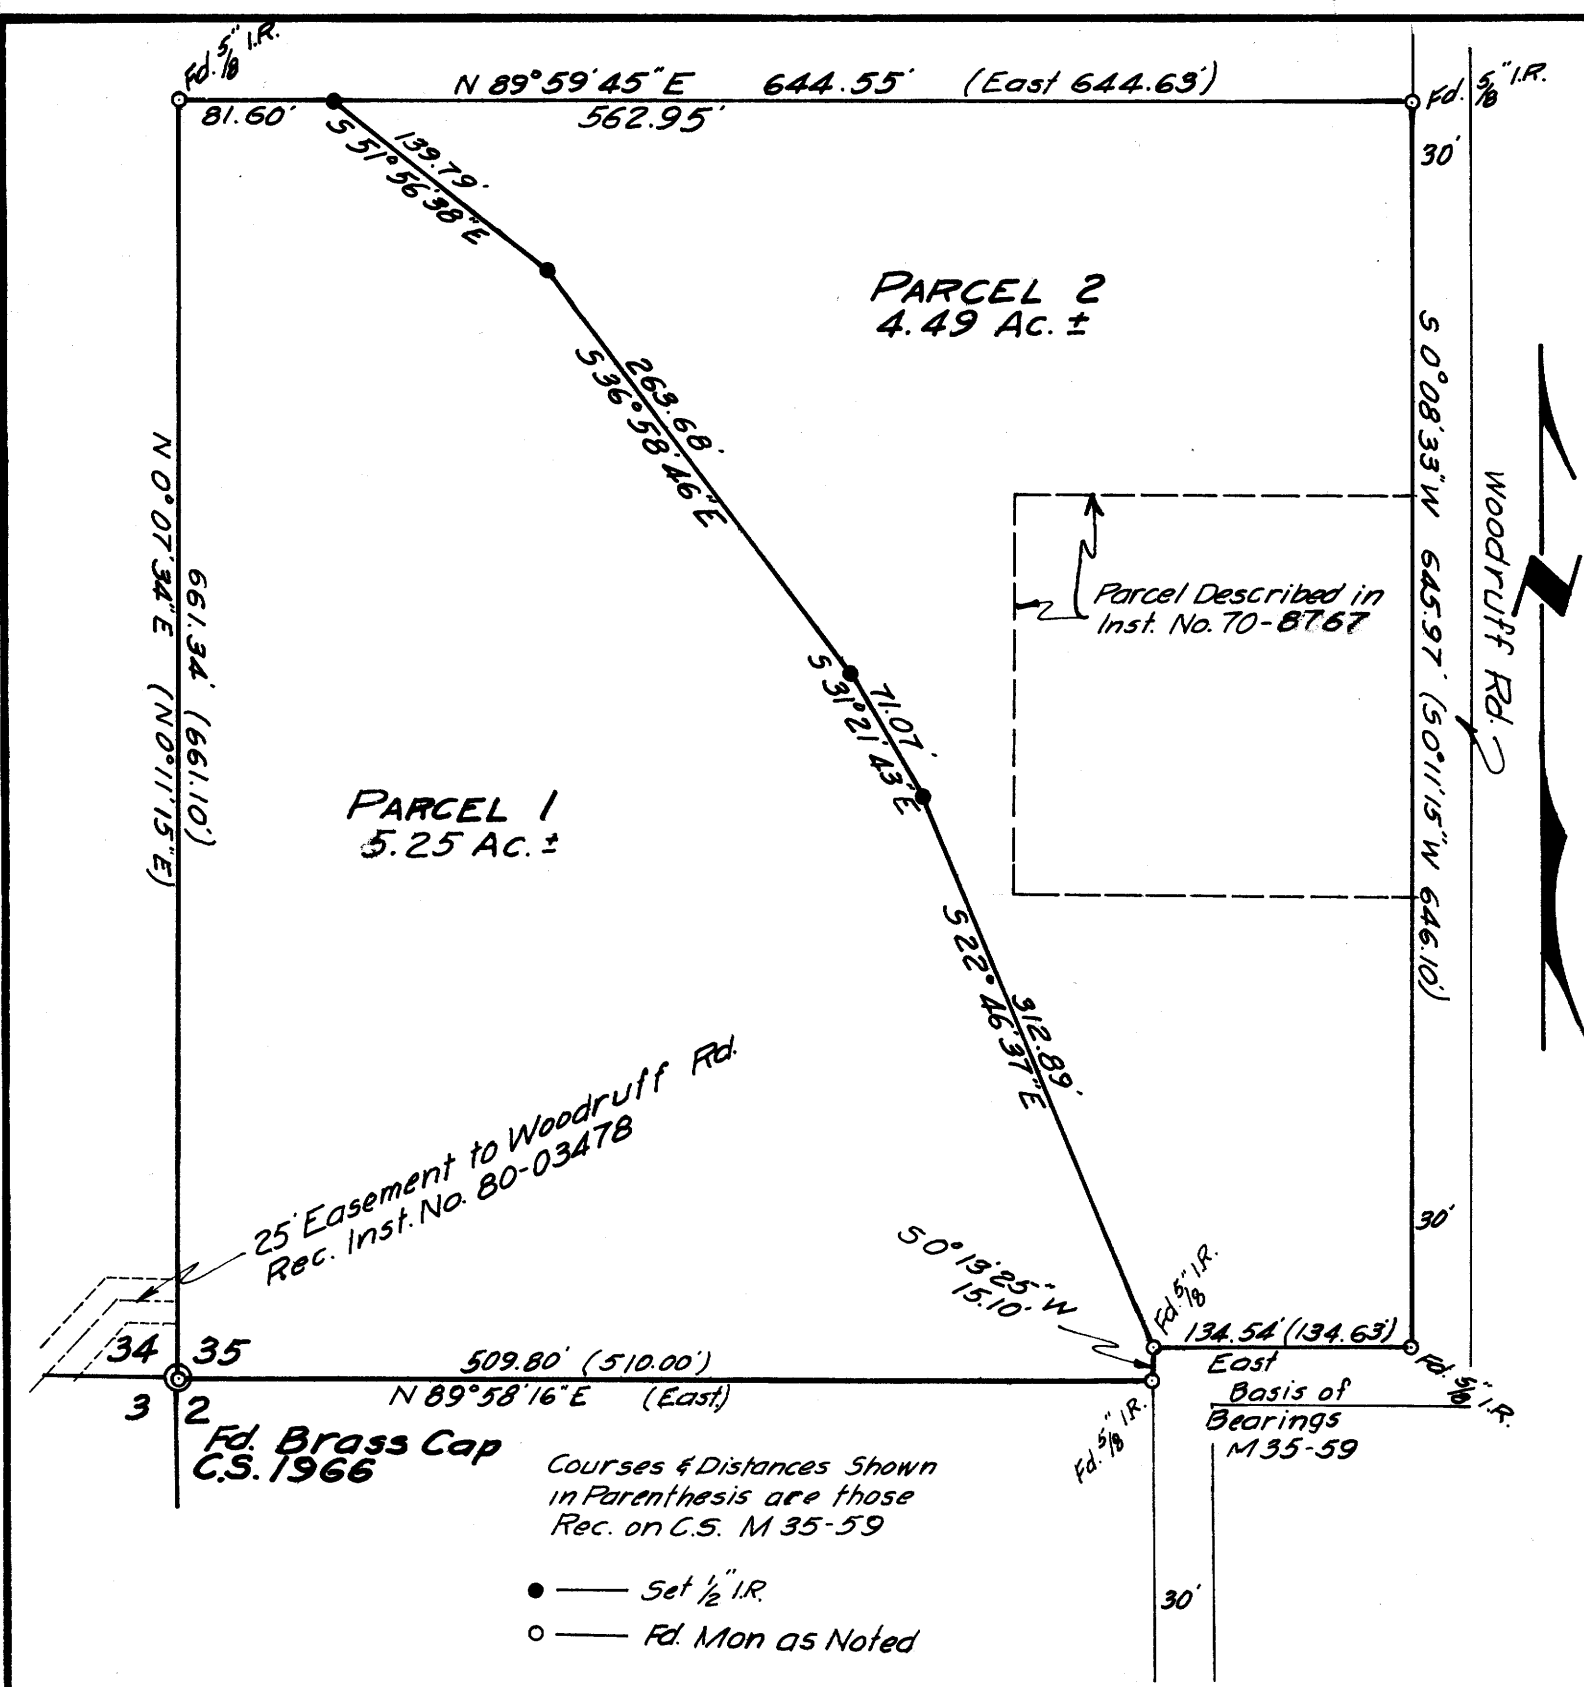 Fd. 5/8" I.R.
N 89°59'45"E 644.55' (East 644.63')
Fd. 5/8" I.R.
81.60'
562.95'
30'
139.79'
S 51°56'38"E
PARCEL 2
4.49 Ac. ±
263.68'
S 36°58'46"E
S 0°08'33"W 645.97' (S0°11'15"W 646.10')
Woodruff Rd.
N
Parcel Described in
Inst. No. 70-8767
N 0°07'34"E (N0°11'15"E)
661.34' (661.10')
71.07'
S 31°21'43"E
PARCEL 1
5.25 Ac. ±
312.89'
S 22°46'37"E
25' Easement to Woodruff Rd.
Rec. Inst. No. 80-03478
S 0°13'25"W
15.10'
Fd. 5/8" I.R.
30'
134.54' (134.63')
East
Fd. 5/8" I.R.
Basis of
Bearings
M 35-59
34 35
3 2
509.80' (510.00')
N 89°58'16"E (East)
Fd. 5/8" I.R.
Fd. Brass Cap
C.S. 1966
Courses & Distances Shown
in Parenthesis are those
Rec. on C.S. M 35-59
Set 1/2" I.R.
Fd. Mon as Noted
30'